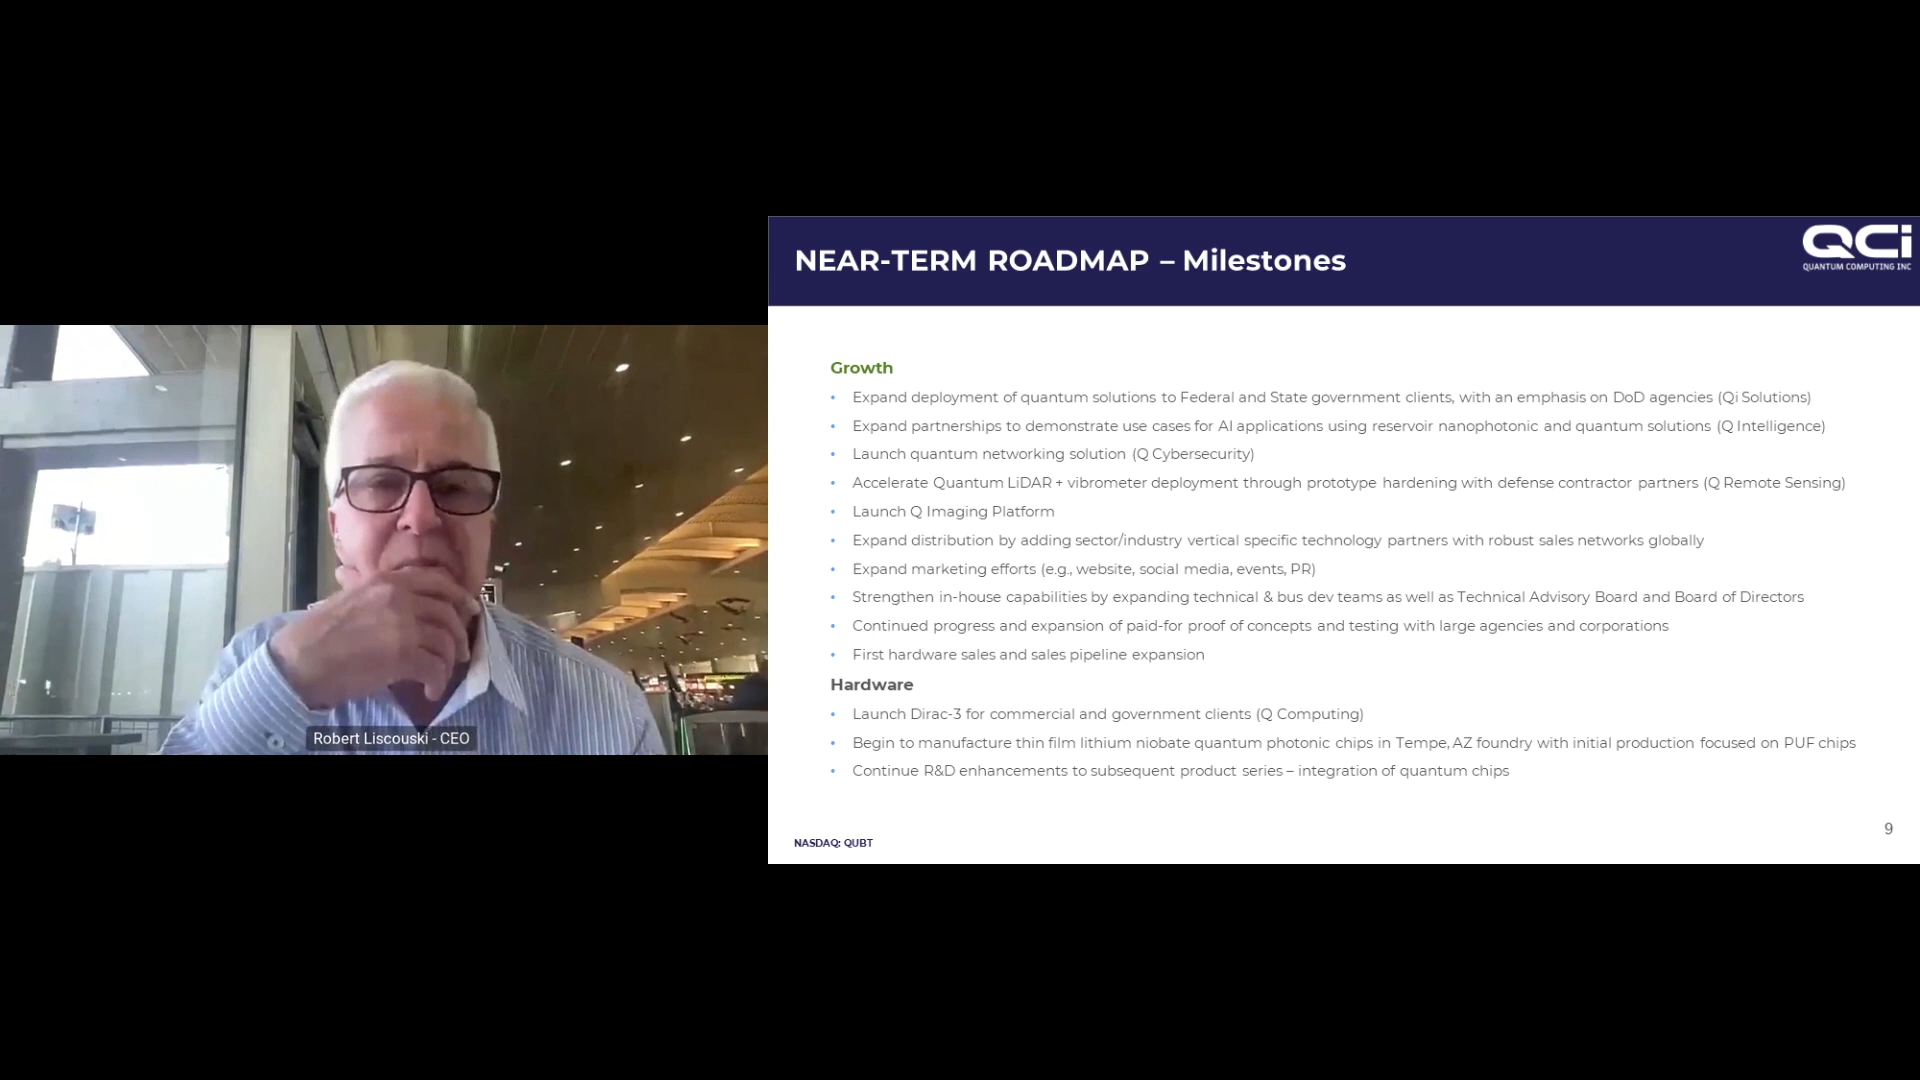 NEAR-TERM ROADMAP – Milestones
QCi
QUANTUM COMPUTING INC
Growth
• Expand deployment of quantum solutions to Federal and State government clients, with an emphasis on DoD agencies (Qi Solutions)
• Expand partnerships to demonstrate use cases for AI applications using reservoir nanophotonic and quantum solutions (Q Intelligence)
• Launch quantum networking solution (Q Cybersecurity)
• Accelerate Quantum LiDAR + vibrometer deployment through prototype hardening with defense contractor partners (Q Remote Sensing)
• Launch Q Imaging Platform
• Expand distribution by adding sector/industry vertical specific technology partners with robust sales networks globally
• Expand marketing efforts (e.g., website, social media, events, PR)
• Strengthen in-house capabilities by expanding technical & bus dev teams as well as Technical Advisory Board and Board of Directors
• Continued progress and expansion of paid-for proof of concepts and testing with large agencies and corporations
• First hardware sales and sales pipeline expansion
Hardware
• Launch Dirac-3 for commercial and government clients (Q Computing)
• Begin to manufacture thin film lithium niobate quantum photonic chips in Tempe, AZ foundry with initial production focused on PUF chips
• Continue R&D enhancements to subsequent product series – integration of quantum chips
9
NASDAQ: QUBT
Robert Liscouski - CEO